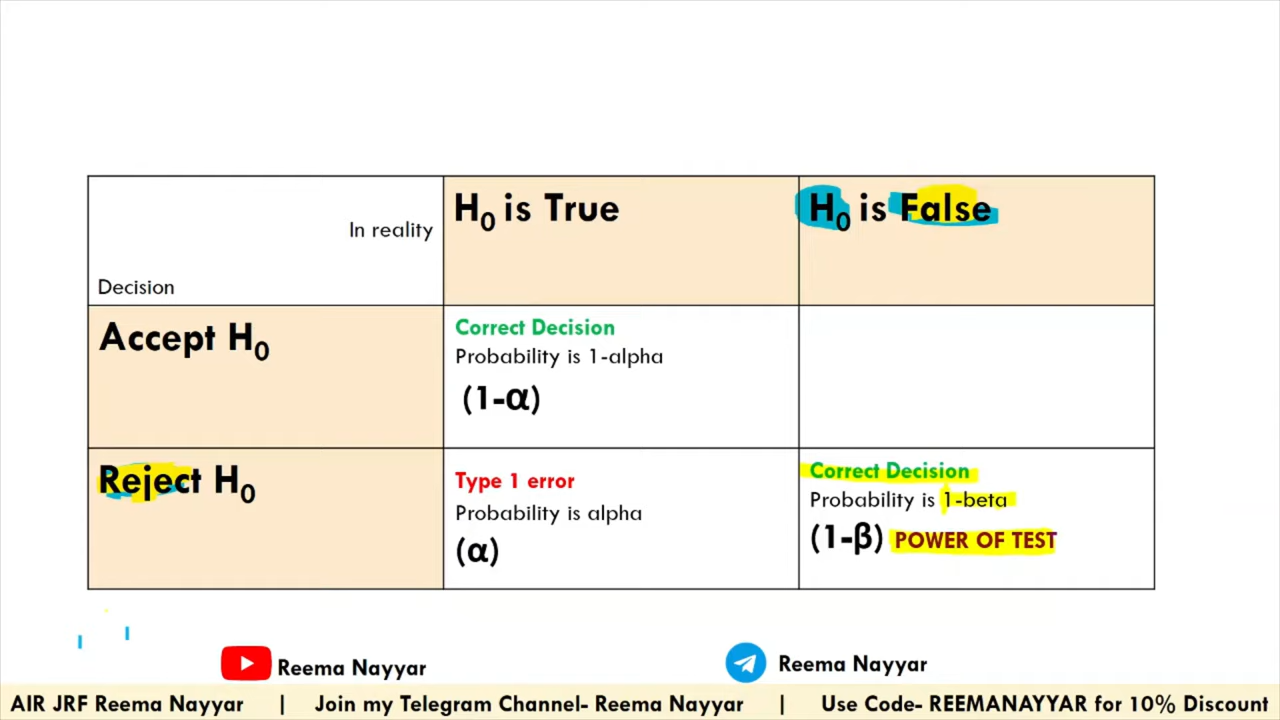 H0 is True
H0 is False
In reality
Decision
Accept H0
Correct Decision
Probability is 1-alpha
(1-α)
Reject H0
Type 1 error
Probability is alpha
(α)
Correct Decision
Probability is 1-beta
(1-β) POWER OF TEST
Reema Nayyar
Reema Nayyar
AIR JRF Reema Nayyar | Join my Telegram Channel- Reema Nayyar | Use Code- REEMANAYYAR for 10% Discount